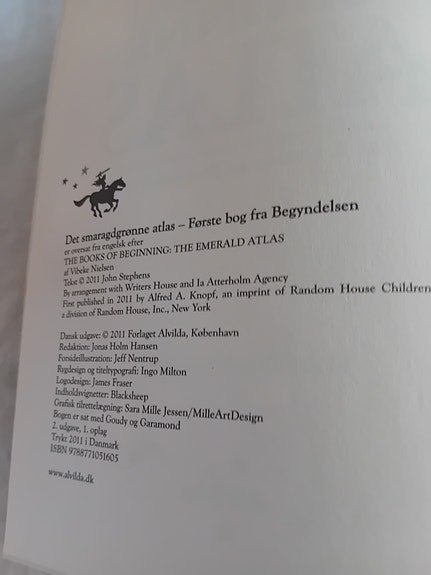 Det smaragdgrønne atlas – Første bog fra Begyndelsen
er oversat fra engelsk efter
THE BOOKS OF BEGINNING: THE EMERALD ATLAS
af Vibeke Nielsen
Tekst © 2011 John Stephens
By arrangement with Writers House and Ia Atterholm Agency
First published in 2011 by Alfred A. Knopf, an imprint of Random House Children
a division of Random House, Inc., New York
Dansk udgave: © 2011 Forlaget Alvilda, København
Redaktion: Jonas Holm Hansen
Forsideillustration: Jeff Nentrup
Rygdesign og titeltypografi: Ingo Milton
Logodesign: James Fraser
Indholdsvignetter: Blacksheep
Grafisk tilrettelægning: Sara Mille Jessen/MilleArtDesign
Bogen er sat med Goudy og Garamond
2. udgave, 1. oplag
Trykt 2011 i Danmark
ISBN 9788771051605
www.alvilda.dk